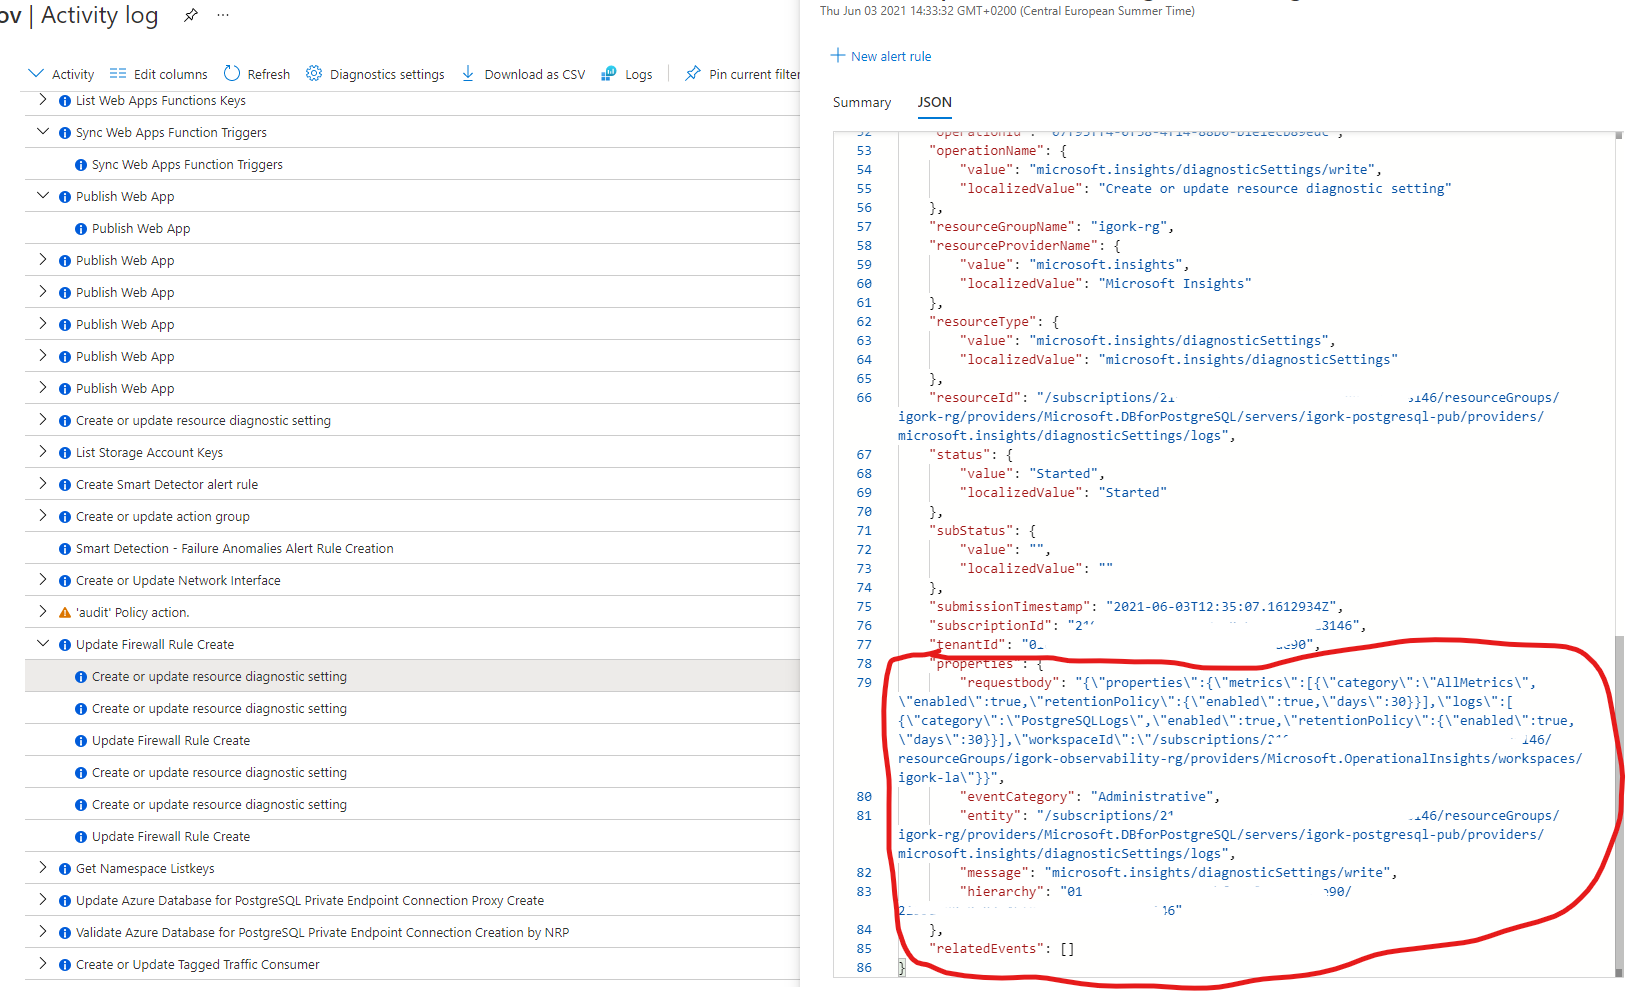 ov | Activity log
Activity
Edit columns
Refresh
Diagnostics settings
Download as CSV
Logs
Pin current filter
List Web Apps Functions Keys
Sync Web Apps Function Triggers
Sync Web Apps Function Triggers
Publish Web App
Publish Web App
Publish Web App
Publish Web App
Publish Web App
Publish Web App
Publish Web App
Create or update resource diagnostic setting
List Storage Account Keys
Create Smart Detector alert rule
Create or update action group
Smart Detection - Failure Anomalies Alert Rule Creation
Create or Update Network Interface
'audit' Policy action.
Update Firewall Rule Create
Create or update resource diagnostic setting
Create or update resource diagnostic setting
Update Firewall Rule Create
Create or update resource diagnostic setting
Create or update resource diagnostic setting
Update Firewall Rule Create
Get Namespace Listkeys
Update Azure Database for PostgreSQL Private Endpoint Connection Proxy Create
Validate Azure Database for PostgreSQL Private Endpoint Connection Creation by NRP
Create or Update Tagged Traffic Consumer
Thu Jun 03 2021 14:33:32 GMT+0200 (Central European Summer Time)
New alert rule
Summary
JSON
52 "operationId":
53 "operationName": {
54 "value": "microsoft.insights/diagnosticSettings/write",
55 "localizedValue": "Create or update resource diagnostic setting"
56 },
57 "resourceGroupName": "igork-rg",
58 "resourceProviderName": {
59 "value": "microsoft.insights",
60 "localizedValue": "Microsoft Insights"
61 },
62 "resourceType": {
63 "value": "microsoft.insights/diagnosticSettings",
64 "localizedValue": "microsoft.insights/diagnosticSettings"
65 },
66 "resourceId": "/subscriptions/21 146/resourceGroups/
igork-rg/providers/Microsoft.DBforPostgreSQL/servers/igork-postgresql-pub/providers/
microsoft.insights/diagnosticSettings/logs",
67 "status": {
68 "value": "Started",
69 "localizedValue": "Started"
70 },
71 "subStatus": {
72 "value": "",
73 "localizedValue": ""
74 },
75 "submissionTimestamp": "2021-06-03T12:35:07.1612934Z",
76 "subscriptionId": "21 3146",
77 "tenantId": "01 e90",
78 "properties": {
79 "requestbody": "{\"properties\":{\"metrics\":[{\"category\":\"AllMetrics\",
\"enabled\":true,\"retentionPolicy\":{\"enabled\":true,\"days\":30}}],\"logs\":[
{\"category\":\"PostgreSQLLogs\",\"enabled\":true,\"retentionPolicy\":{\"enabled\":true,
\"days\":30}}],\"workspaceId\":\"/subscriptions/21 146/
resourceGroups/igork-observability-rg/providers/Microsoft.OperationalInsights/workspaces/
igork-la\"}}",
80 "eventCategory": "Administrative",
81 "entity": "/subscriptions/21 146/resourceGroups/
igork-rg/providers/Microsoft.DBforPostgreSQL/servers/igork-postgresql-pub/providers/
microsoft.insights/diagnosticSettings/logs",
82 "message": "microsoft.insights/diagnosticSettings/write",
83 "hierarchy": "01 e90/
46"
84 },
85 "relatedEvents": []
86 }